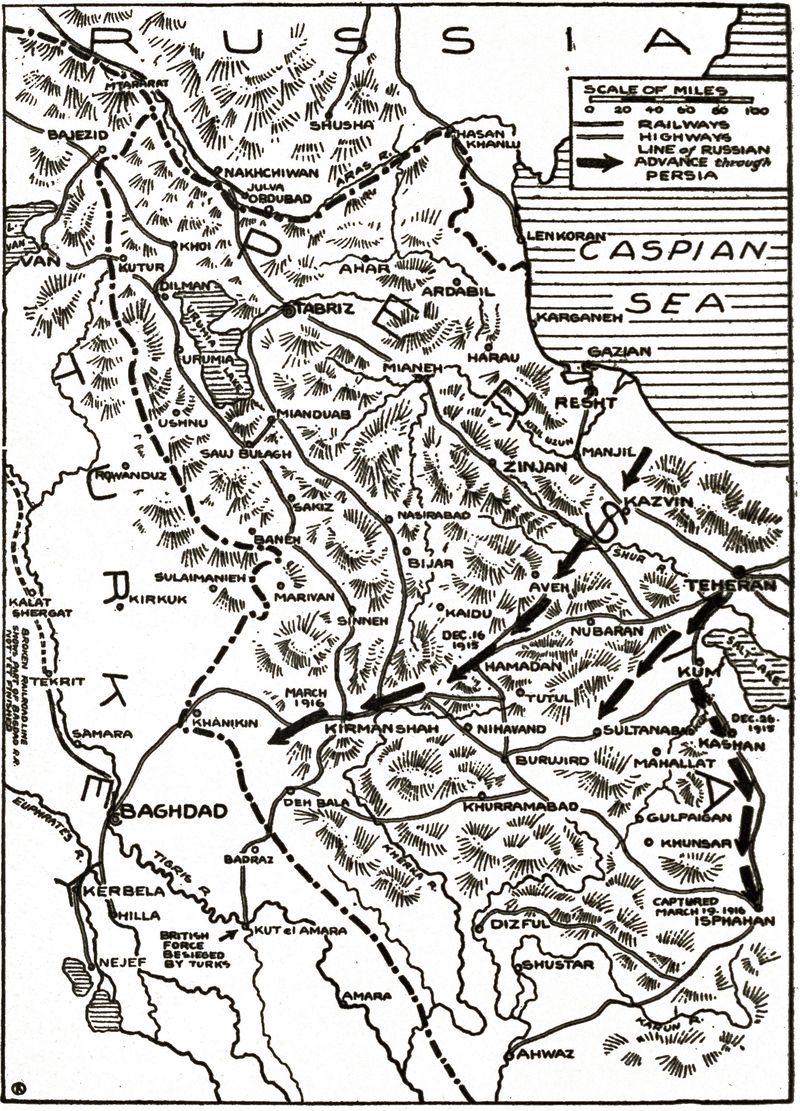 RUSSIA
SCALE OF MILES
0 20 40 60 80 100
RAILWAYS
HIGHWAYS
LINE of RUSSIAN
ADVANCE through
PERSIA
MT ARARAT
BAJEZID
SHUSHA
HASAN
KHANLU
NAKHCHIWAN
JULVA
ORDUBAD
ARAS R.
LENKORAN
CASPIAN
SEA
VAN
KHOI
KUTUR
DILMAN
AHAR
ARDABIL
TABRIZ
KARGANEH
URUMIA
LAKE
URUMIA
HARAU
GAZIAN
MIANEH
RESHT
USHNU
MIANDUAB
KIZIL UZUN
SAUJ BULAGH
MANJIL
ZINJAN
ROWANDUZ
KAZVIN
SAKIZ
NASIRABAD
BANEH
SHUR R.
BIJAR
SULAIMANIEH
TEHERAN
KALAT
SHERGAT
KIRKUK
MARIVAN
SINNEH
AVEH
KAIDU
NUBARAN
DEC. 16
1915
SALT LAKE
BROKEN RAILROAD LINE
SHOWS PART OF BAGDAD R.R.
NOT YET FINISHED
TEKRIT
HAMADAN
KUM
MARCH
1916
TUTUL
KHANIKIN
KIRMANSHAH
NIHAVAND
SULTANABAD
DEC. 26.
1915
KASHAN
SAMARA
BURUJIRD
MAHALLAT
PERSIA
TURKEY
BAGHDAD
DEH BALA
KHURRAMABAD
GULPAIGAN
EUPHRATES R.
KHUNSAR
TIGRIS R.
BADRAZ
KHERKA R.
KERBELA
CAPTURED
MARCH 19. 1916
ISPHAHAN
HILLA
BRITISH
FORCE
BESIEGED
BY TURKS
KUT el AMARA
DIZFUL
NEJEF
SHUSTAR
AMARA
KARUN R.
AHWAZ